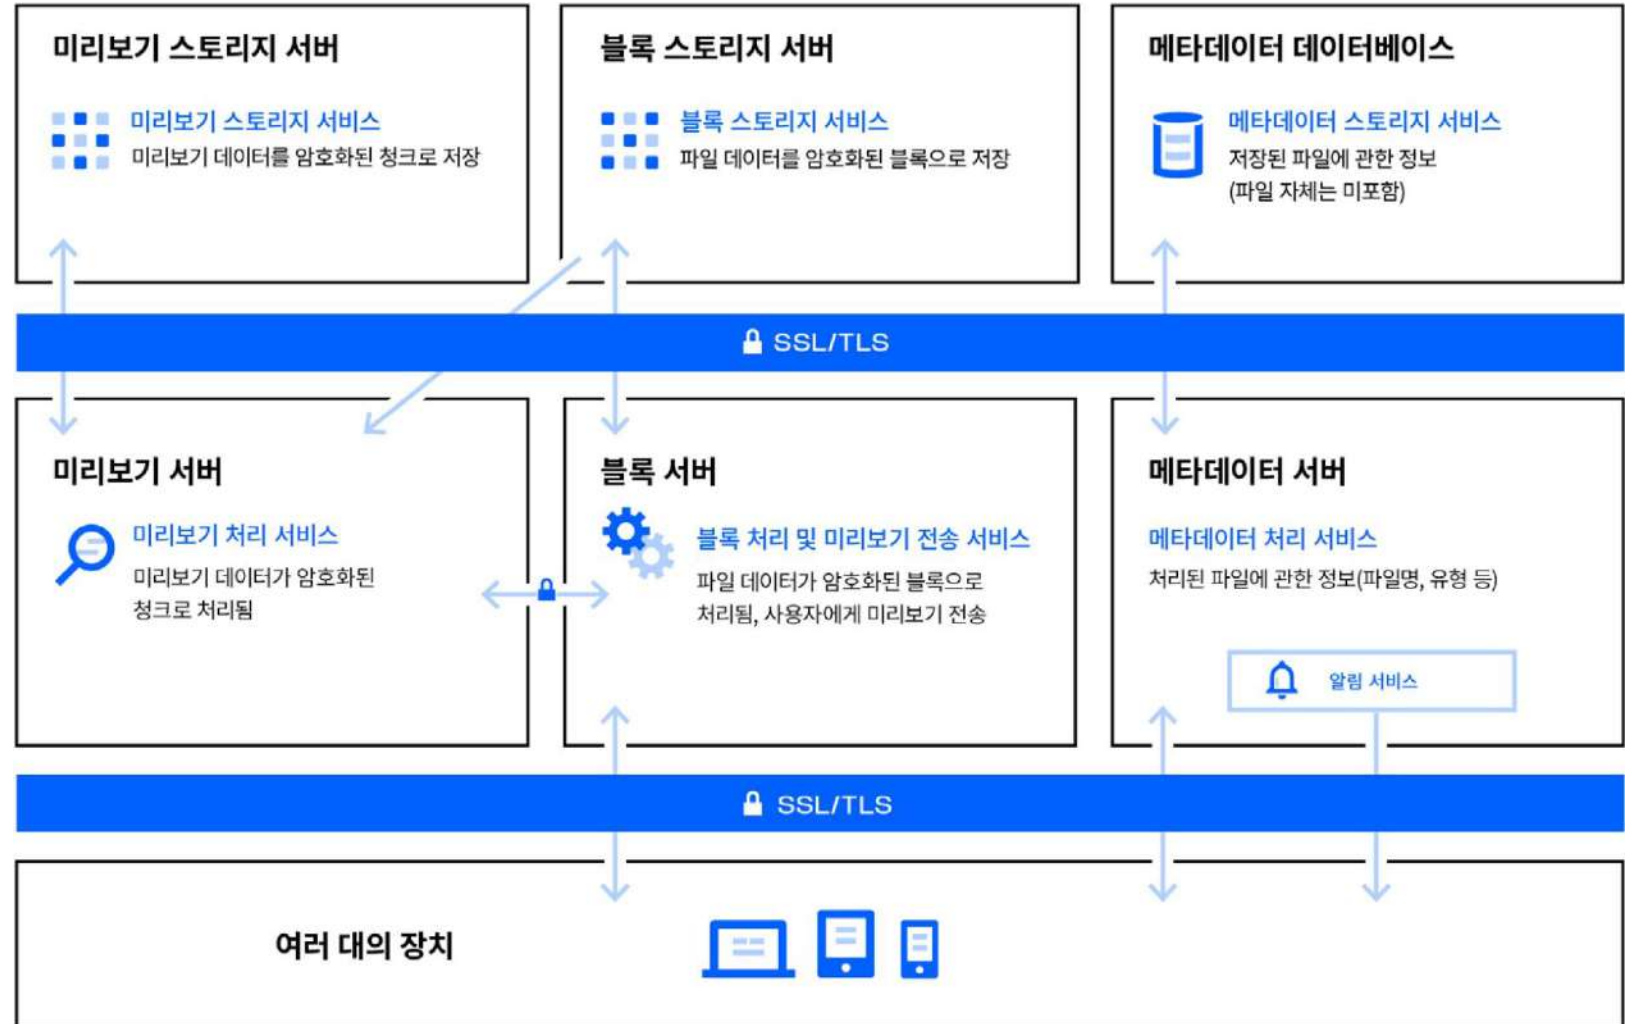 미리보기 스토리지 서버
미리보기 스토리지 서비스
미리보기 데이터를 암호화된 청크로 저장
블록 스토리지 서버
블록 스토리지 서비스
파일 데이터를 암호화된 블록으로 저장
메타데이터 데이터베이스
메타데이터 스토리지 서비스
저장된 파일에 관한 정보
(파일 자체는 미포함)
SSL/TLS
미리보기 서버
미리보기 처리 서비스
미리보기 데이터가 암호화된
청크로 처리됨
블록 서버
블록 처리 및 미리보기 전송 서비스
파일 데이터가 암호화된 블록으로
처리됨, 사용자에게 미리보기 전송
메타데이터 서버
메타데이터 처리 서비스
처리된 파일에 관한 정보(파일명, 유형 등)
알림 서비스
SSL/TLS
여러 대의 장치